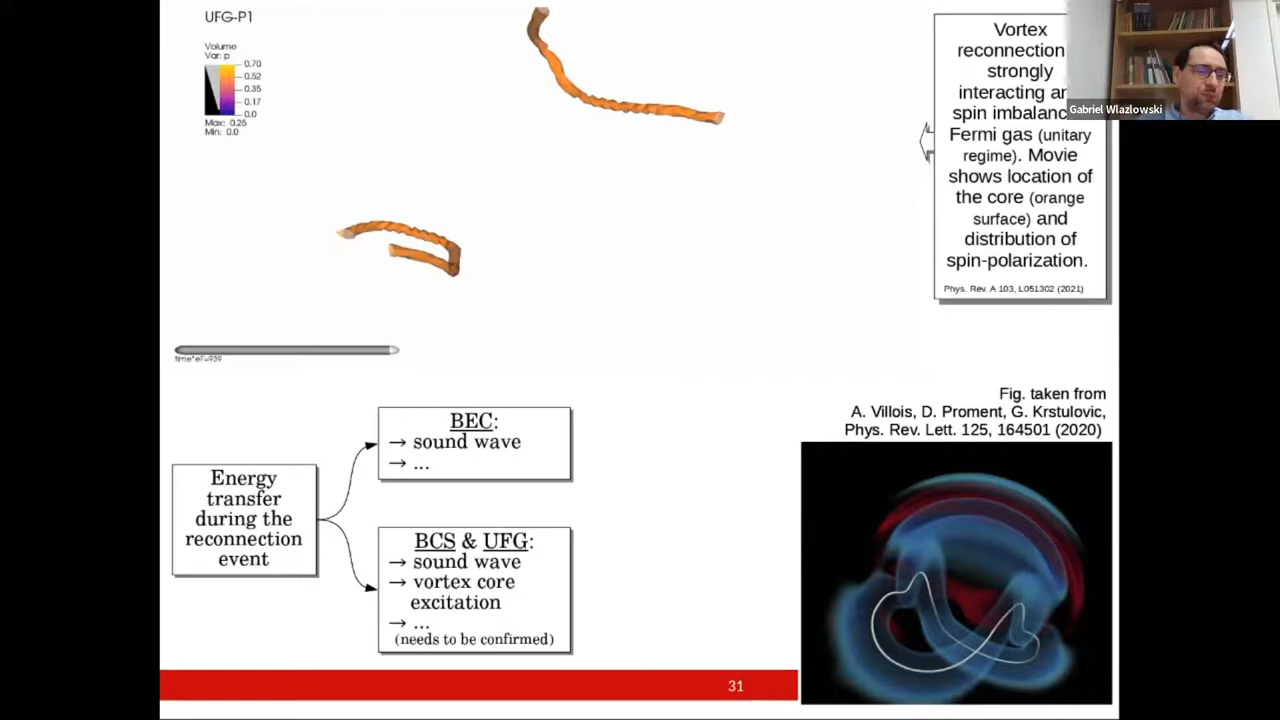 UFG-P1
Volume
Var: p
0.70
0.52
0.35
0.17
0.0
Max: 0.25
Min: 0.0
time*eF=939
Vortex
reconnection
strongly
interacting an
spin imbalanc
Fermi gas (unitary
regime). Movie
shows location of
the core (orange
surface) and
distribution of
spin-polarization.
Phys. Rev. A 103, L051302 (2021)
Gabriel Wlazlowski
Energy
transfer
during the
reconnection
event
BEC:
→ sound wave
→ ...
BCS & UFG:
→ sound wave
→ vortex core
excitation
→ ...
(needs to be confirmed)
Fig. taken from
A. Villois, D. Proment, G. Krstulovic,
Phys. Rev. Lett. 125, 164501 (2020)
31